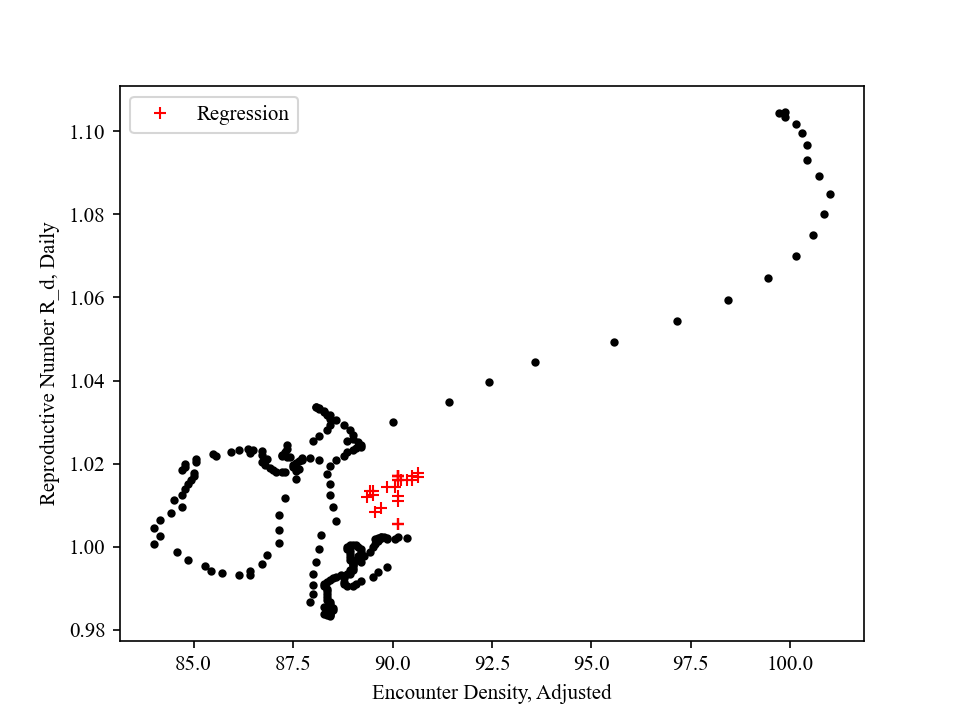 Regression
1.10
1.08
1.06
1.04
1.02
1.00
0.98
Reproductive Number R_d, Daily
85.0 87.5 90.0 92.5 95.0 97.5 100.0
Encounter Density, Adjusted